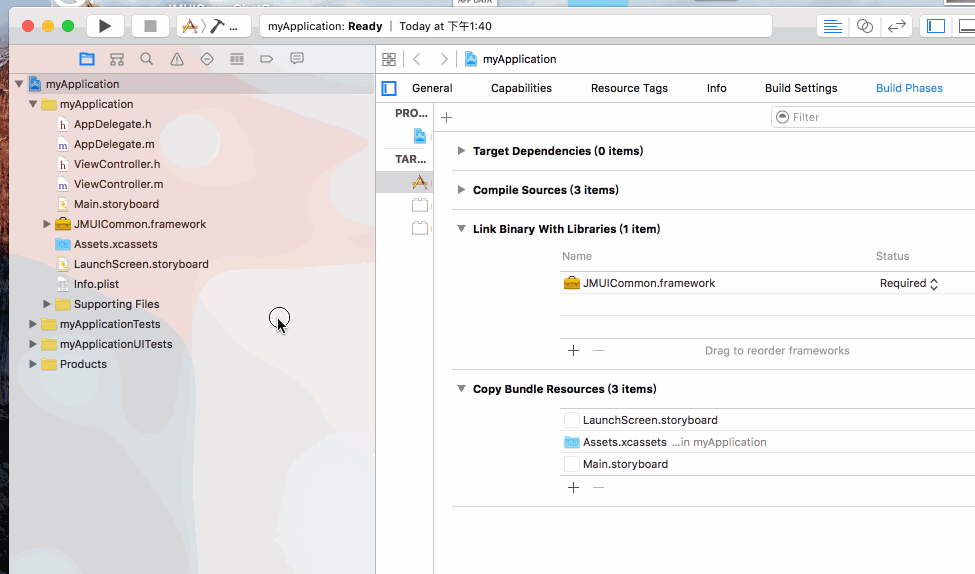 APP DATA
myApplication: Ready | Today at 下午1:40
myApplication
General Capabilities Resource Tags Info Build Settings Build Phases
Filter
PRO...
TAR...
myApplication
myApplication
AppDelegate.h
AppDelegate.m
ViewController.h
ViewController.m
Main.storyboard
JMUICommon.framework
Assets.xcassets
LaunchScreen.storyboard
Info.plist
Supporting Files
myApplicationTests
myApplicationUITests
Products
Target Dependencies (0 items)
Compile Sources (3 items)
Link Binary With Libraries (1 item)
Name Status
JMUICommon.framework Required
Drag to reorder frameworks
Copy Bundle Resources (3 items)
LaunchScreen.storyboard
Assets.xcassets ...in myApplication
Main.storyboard